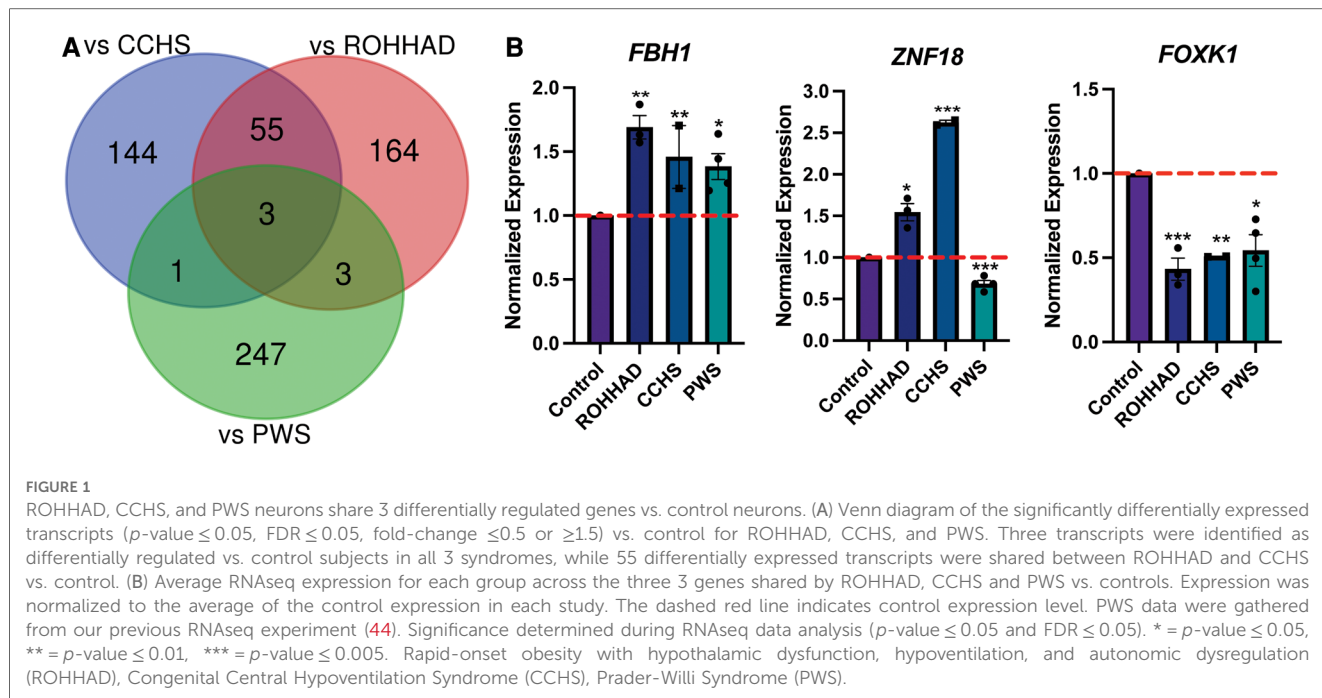 A vs CCHS vs ROHHAD
144
55
164
3
1
3
247
vs PWS
B
FBH1
Normalized Expression
2.0
1.5
1.0
0.5
0.0
**
**
*
Control
ROHHAD
CCHS
PWS
ZNF18
Normalized Expression
3.0
2.5
2.0
1.5
1.0
0.5
0.0
*
***
***
Control
ROHHAD
CCHS
PWS
FOXK1
Normalized Expression
1.5
1.0
0.5
0.0
***
**
*
Control
ROHHAD
CCHS
PWS
FIGURE 1
ROHHAD, CCHS, and PWS neurons share 3 differentially regulated genes vs. control neurons. (A) Venn diagram of the significantly differentially expressed
transcripts (p-value ≤ 0.05, FDR ≤ 0.05, fold-change ≤0.5 or ≥1.5) vs. control for ROHHAD, CCHS, and PWS. Three transcripts were identified as
differentially regulated vs. control subjects in all 3 syndromes, while 55 differentially expressed transcripts were shared between ROHHAD and CCHS
vs. control. (B) Average RNAseq expression for each group across the three 3 genes shared by ROHHAD, CCHS and PWS vs. controls. Expression was
normalized to the average of the control expression in each study. The dashed red line indicates control expression level. PWS data were gathered
from our previous RNAseq experiment (44). Significance determined during RNAseq data analysis (p-value ≤ 0.05 and FDR ≤ 0.05). * = p-value ≤ 0.05,
** = p-value ≤ 0.01, *** = p-value ≤ 0.005. Rapid-onset obesity with hypothalamic dysfunction, hypoventilation, and autonomic dysregulation
(ROHHAD), Congenital Central Hypoventilation Syndrome (CCHS), Prader-Willi Syndrome (PWS).